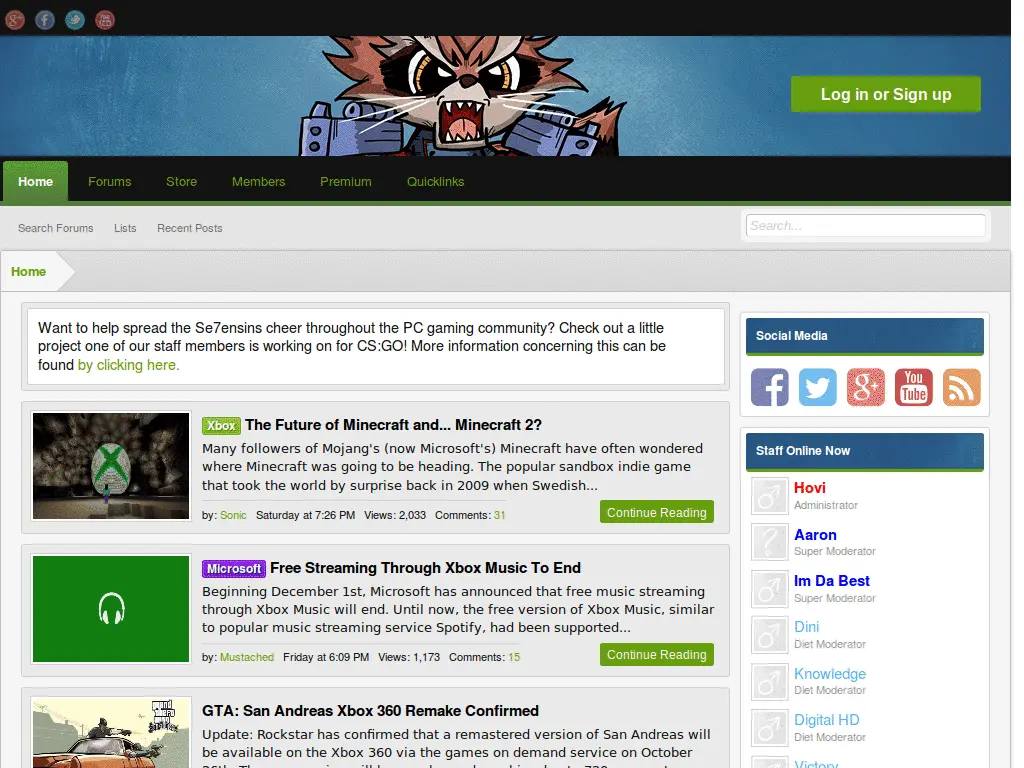 Log in or Sign up
Home Forums Store Members Premium Quicklinks
Search Forums Lists Recent Posts
Search...
Home
Want to help spread the Se7ensins cheer throughout the PC gaming community? Check out a little
project one of our staff members is working on for CS:GO! More information concerning this can be
found by clicking here.
Xbox The Future of Minecraft and... Minecraft 2?
Many followers of Mojang's (now Microsoft's) Minecraft have often wondered
where Minecraft was going to be heading. The popular sandbox indie game
that took the world by surprise back in 2009 when Swedish...
by: Sonic Saturday at 7:26 PM Views: 2,033 Comments: 31
Continue Reading
Microsoft Free Streaming Through Xbox Music To End
Beginning December 1st, Microsoft has announced that free music streaming
through Xbox Music will end. Until now, the free version of Xbox Music, similar
to popular music streaming service Spotify, had been supported...
by: Mustached Friday at 6:09 PM Views: 1,173 Comments: 15
Continue Reading
grand
theft
auto
GTA: San Andreas Xbox 360 Remake Confirmed
Update: Rockstar has confirmed that a remastered version of San Andreas will
be available on the Xbox 360 via the games on demand service on October
Social Media
You
Tube
Staff Online Now
Hovi
Administrator
Aaron
Super Moderator
Im Da Best
Super Moderator
Dini
Diet Moderator
Knowledge
Diet Moderator
Digital HD
Diet Moderator
Victory